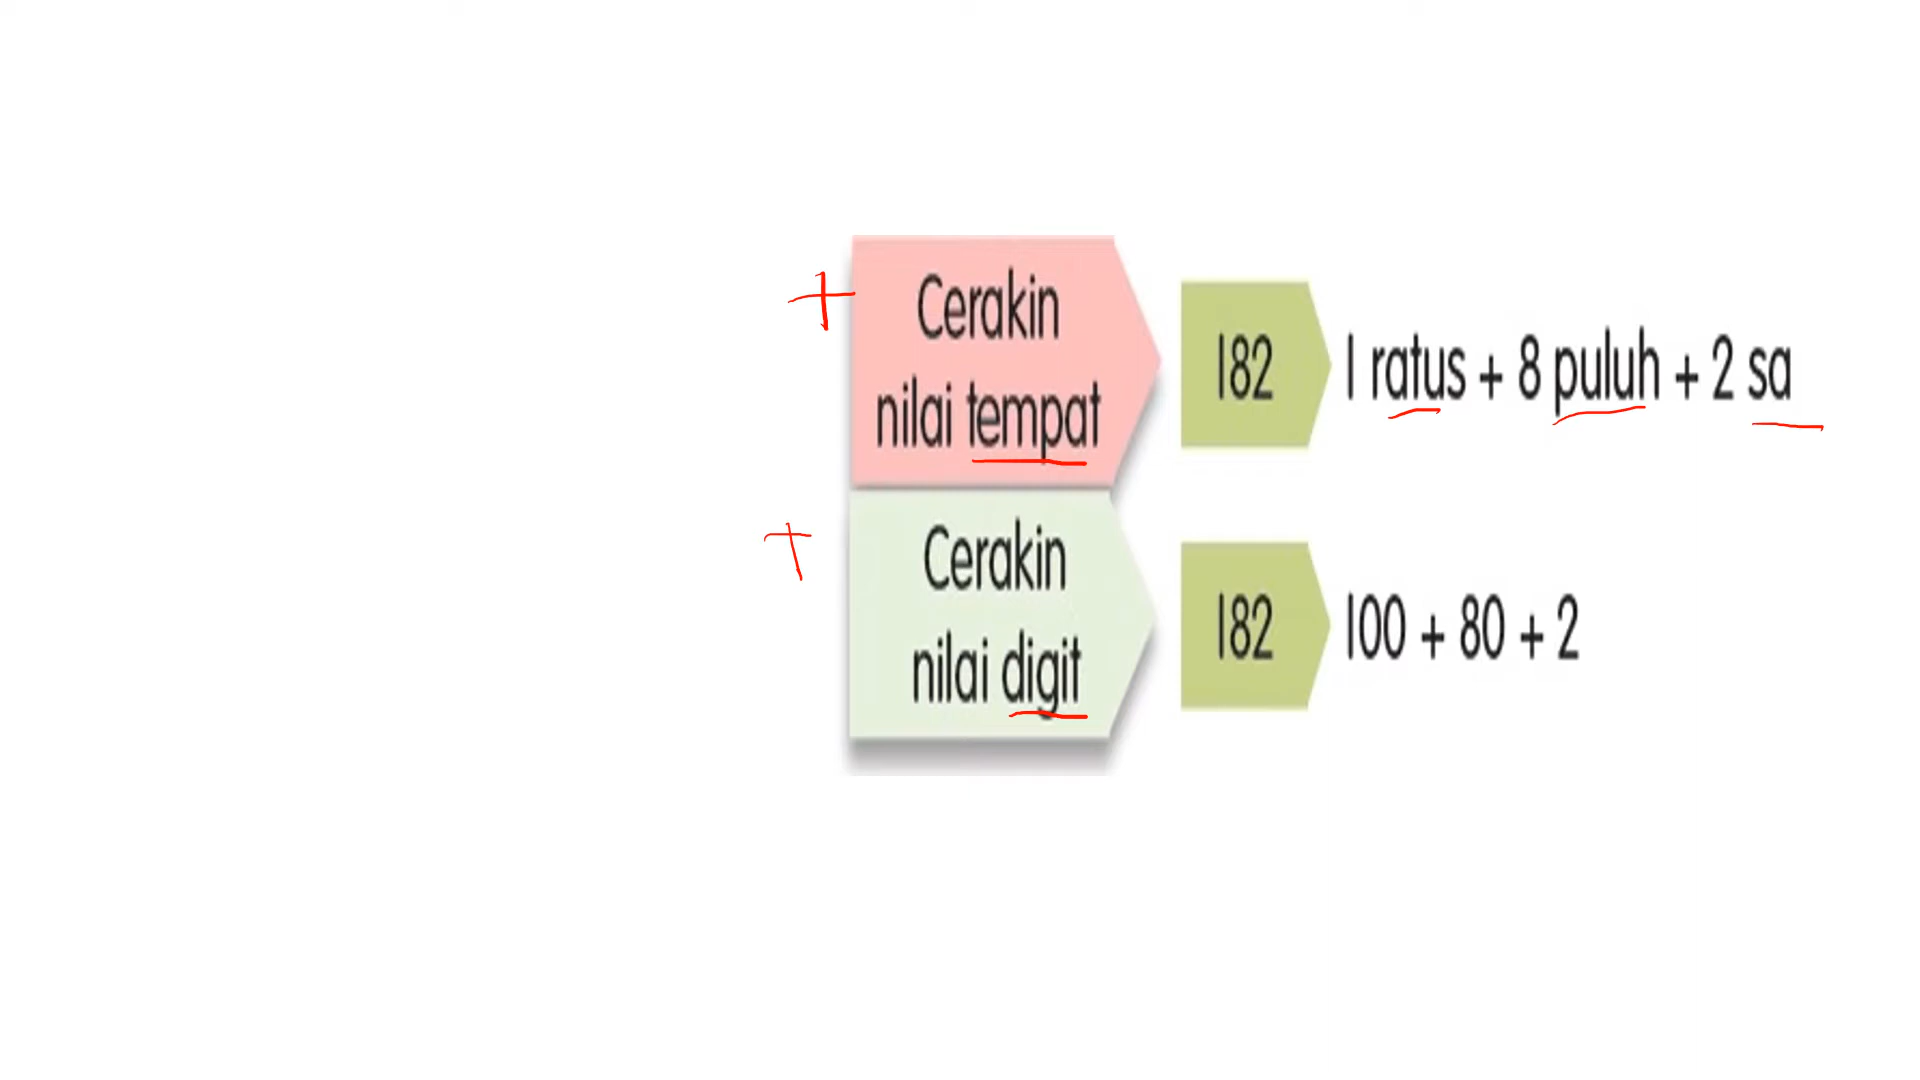 +
Cerakin
nilai tempat
182
1 ratus + 8 puluh + 2 sa
+
Cerakin
nilai digit
182
100 + 80 + 2